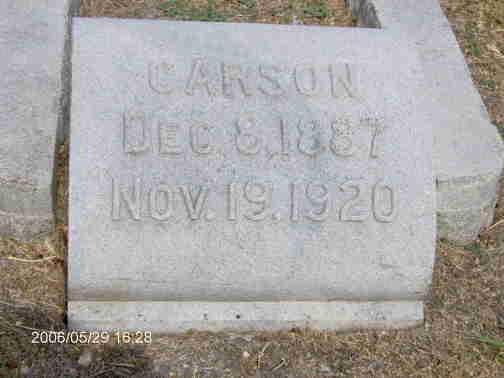 CARSON
DEC. 8, 1887
NOV. 19. 1920
2006/05/29 16:28